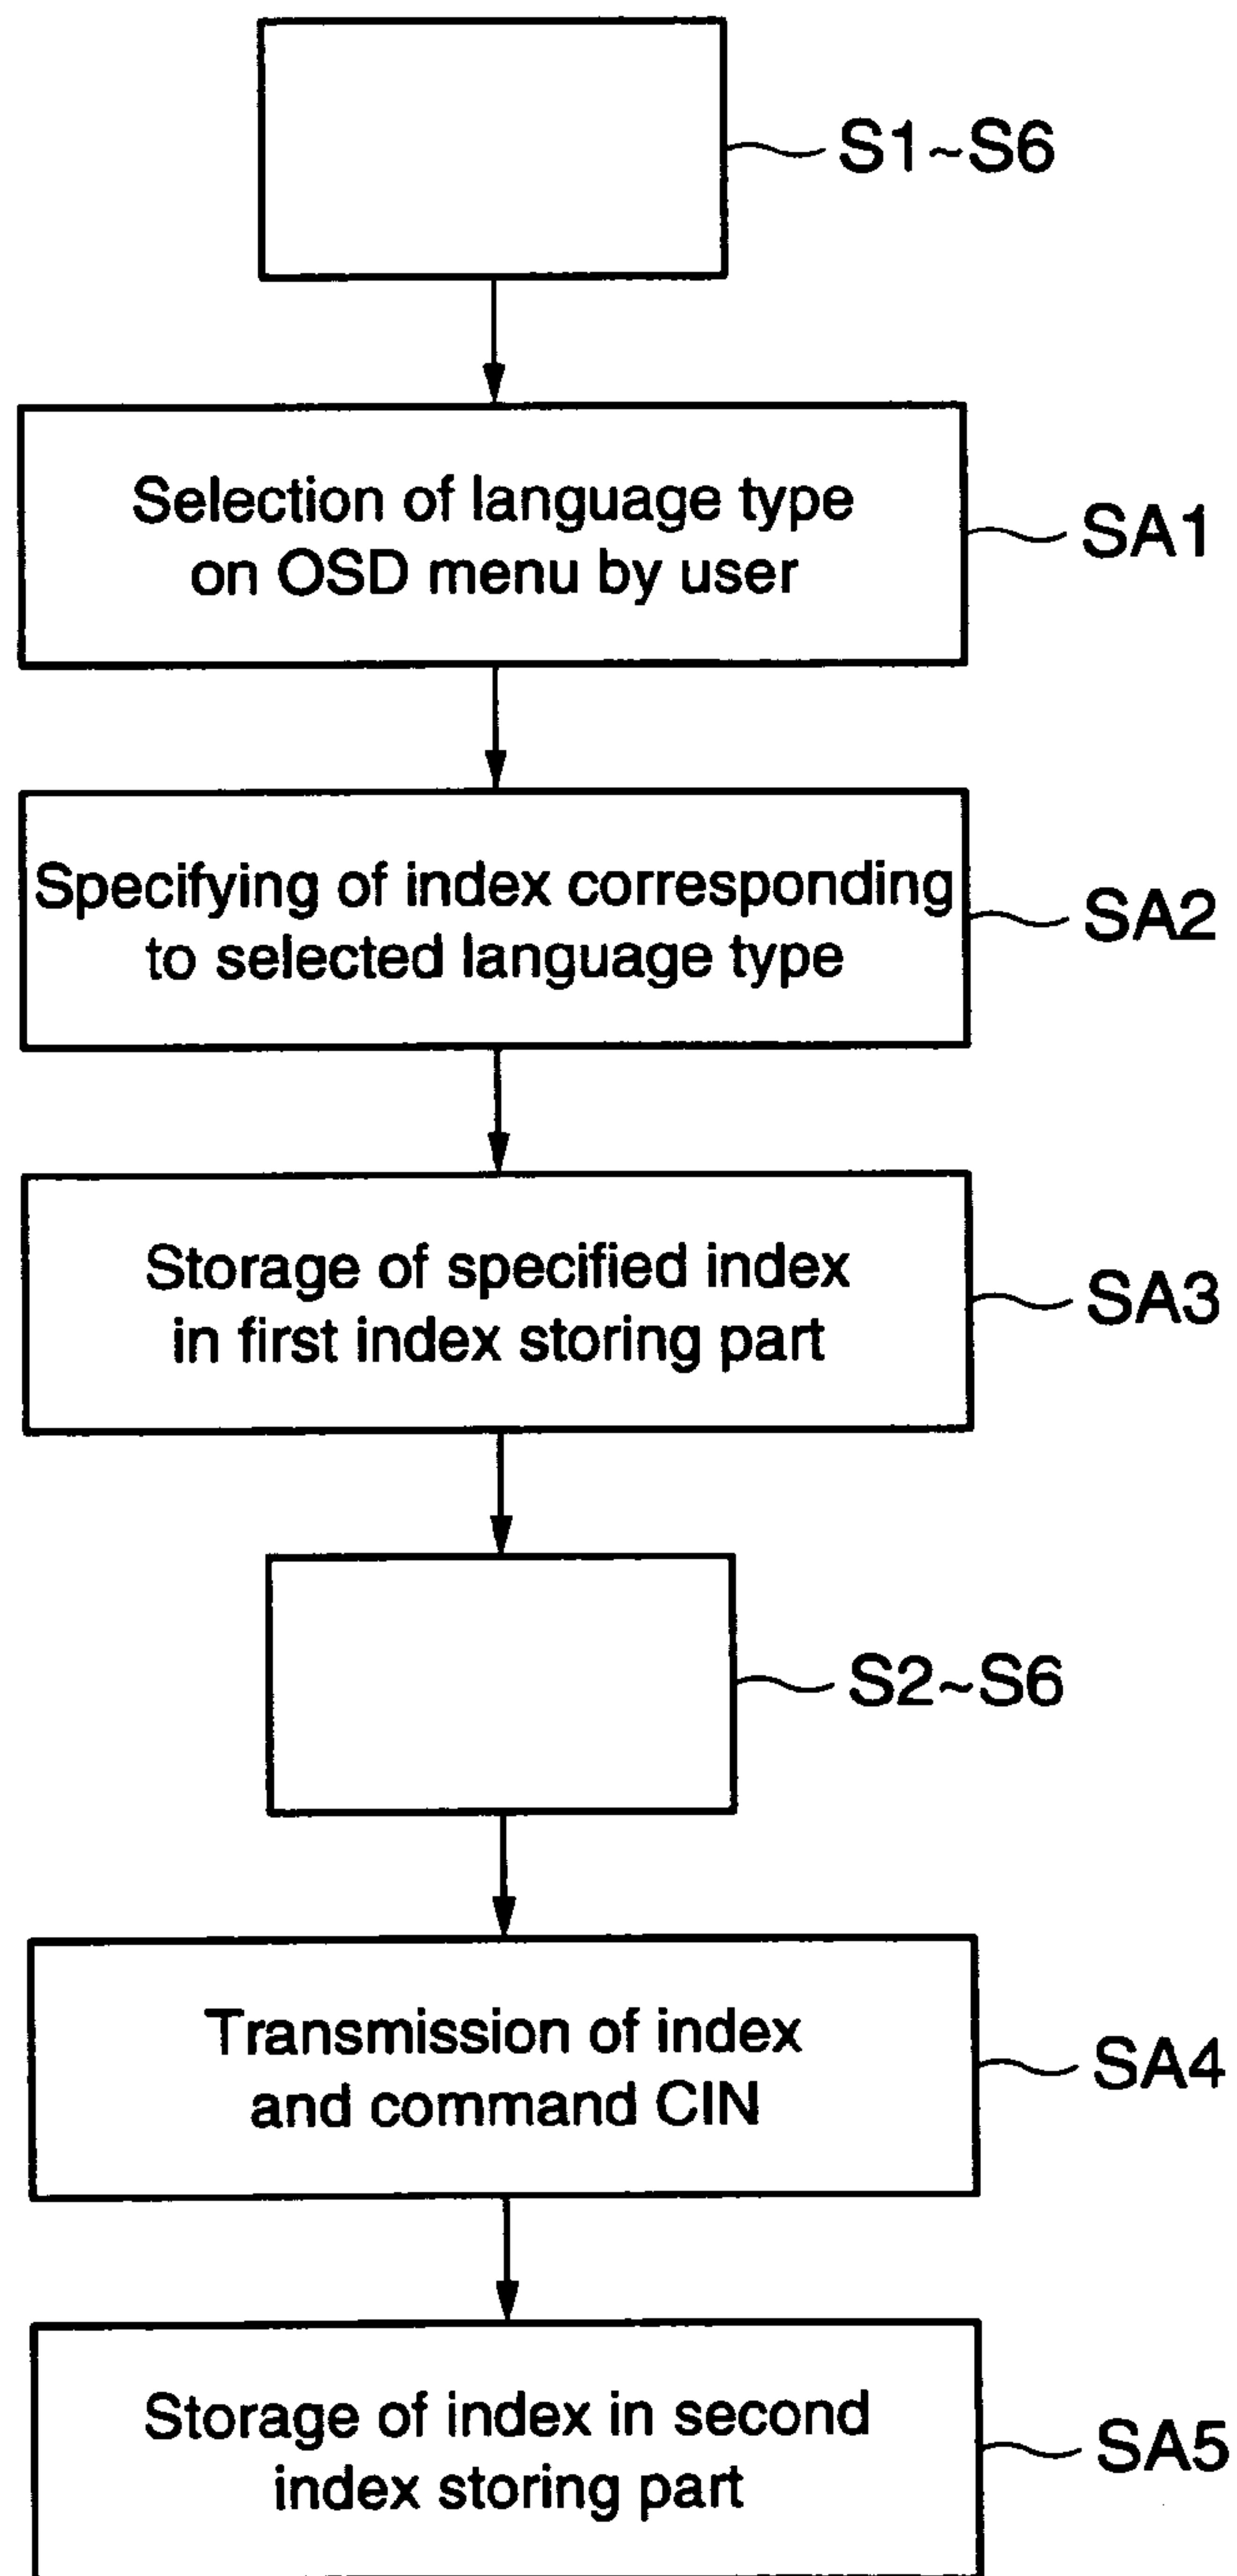 S1~S6
Selection of language type
on OSD menu by user
SA1
Specifying of index corresponding
to selected language type
SA2
Storage of specified index
in first index storing part
SA3
S2~S6
Transmission of index
and command CIN
SA4
Storage of index in second
index storing part
SA5